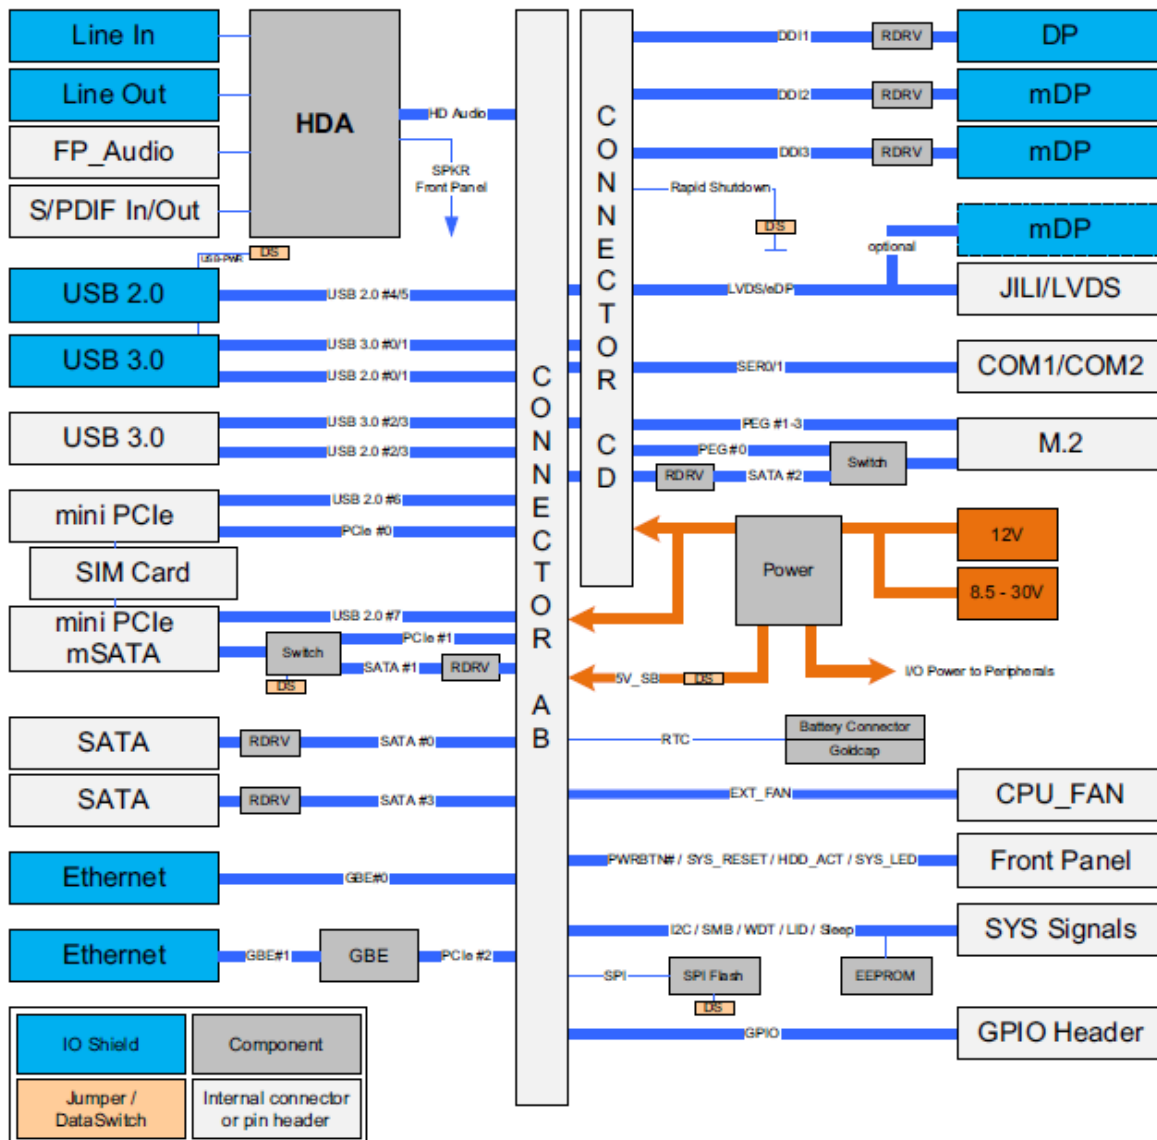 Line In
Line Out
FP_Audio
S/PDIF In/Out
HDA
HD Audio
SPKR
Front Panel
DS
USB-PWR
USB 2.0
USB 2.0 #4/5
USB 3.0
USB 3.0 #0/1
USB 2.0 #0/1
USB 3.0
USB 3.0 #2/3
USB 2.0 #2/3
mini PCIe
USB 2.0 #6
PCIe #0
SIM Card
mini PCIe
mSATA
USB 2.0 #7
Switch
PCIe #1
SATA #1
RDRV
DS
SATA
RDRV
SATA #0
SATA
RDRV
SATA #3
Ethernet
GBE#0
Ethernet
GBE#1
GBE
PCIe #2
IO Shield
Component
Jumper /
DataSwitch
Internal connector
or pin header
CONNECTOR AB
CONNECTOR CD
DDI1
RDRV
DP
DDI2
RDRV
mDP
DDI3
RDRV
mDP
Rapid Shutdown
DS
mDP
optional
LVDS/eDP
JILI/LVDS
SER0/1
COM1/COM2
PEG #1-3
PEG #0
Switch
RDRV
SATA #2
M.2
Power
12V
8.5 - 30V
5V_SB
DS
I/O Power to Peripherals
RTC
Battery Connector
Goldcap
EXT_FAN
CPU_FAN
PWRBTN# / SYS_RESET / HDD_ACT / SYS_LED
Front Panel
I2C / SMB / WDT / LID / Sleep
SYS Signals
SPI
SPI Flash
DS
EEPROM
GPIO
GPIO Header